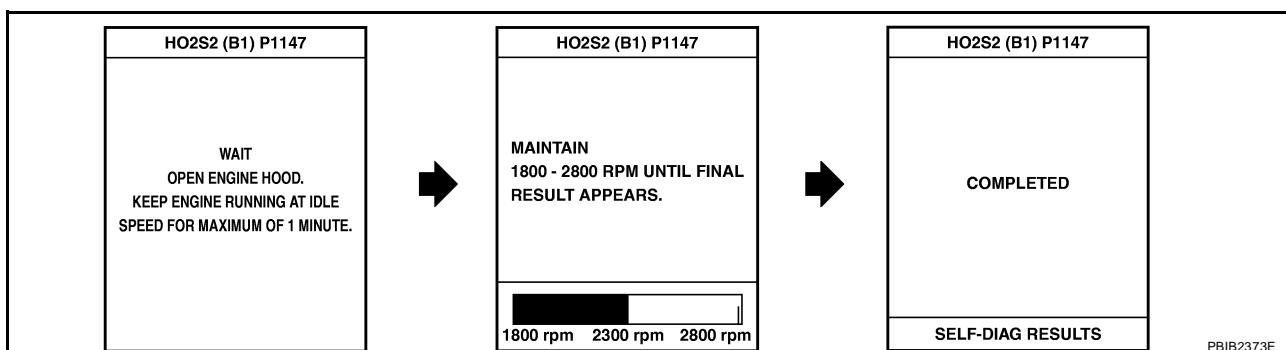 HO2S2 (B1) P1147
WAIT
OPEN ENGINE HOOD.
KEEP ENGINE RUNNING AT IDLE
SPEED FOR MAXIMUM OF 1 MINUTE.
HO2S2 (B1) P1147
MAINTAIN
1800 - 2800 RPM UNTIL FINAL
RESULT APPEARS.
1800 rpm 2300 rpm 2800 rpm
HO2S2 (B1) P1147
COMPLETED
SELF-DIAG RESULTS
PBIB2373E